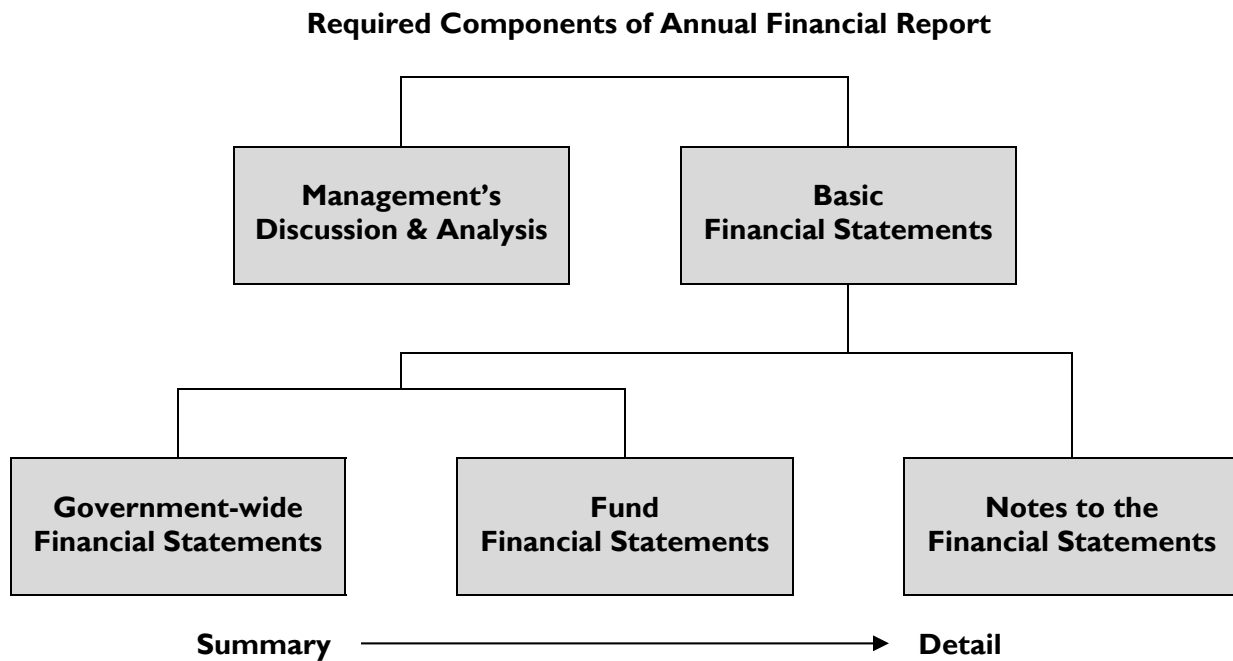 Required Components of Annual Financial Report
Management’s
Discussion & Analysis
Basic
Financial Statements
Government-wide
Financial Statements
Fund
Financial Statements
Notes to the
Financial Statements
Summary
Detail